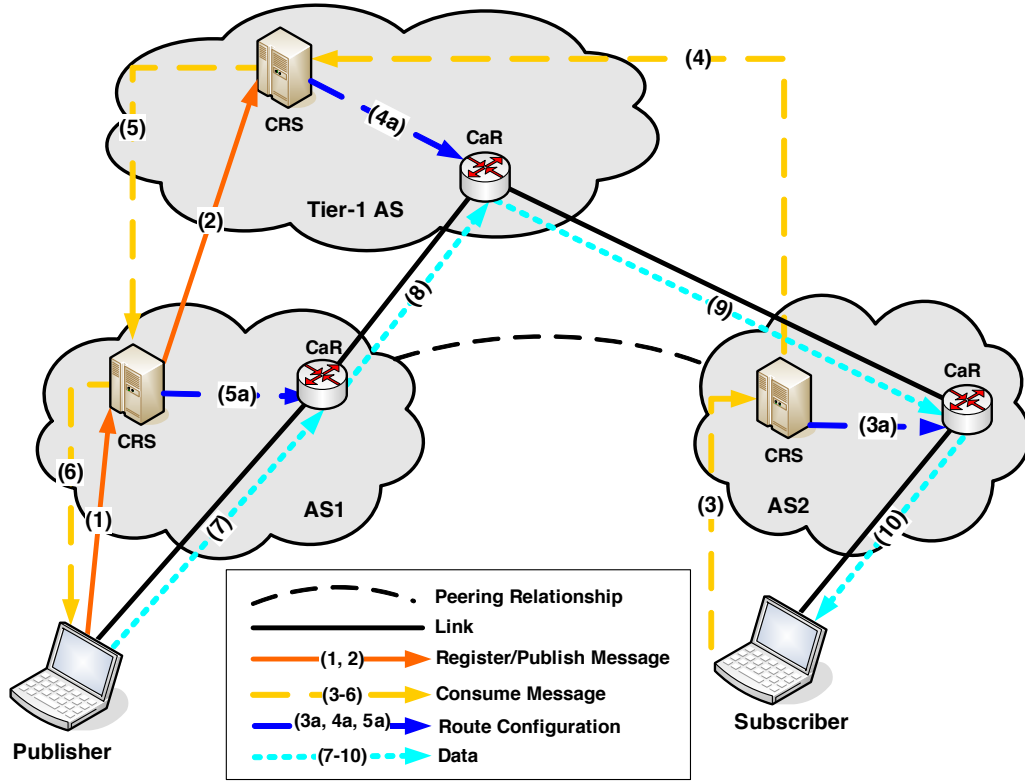 (4)
CRS
(5)
(4a)
CaR
(2)
Tier-1 AS
(8)
(9)
CaR
CaR
(5a)
CRS
(3a)
CRS
(6)
(3)
(1)
AS1
AS2
(7)
(10)
Peering Relationship
Link
(1, 2) Register/Publish Message
(3-6) Consume Message
(3a, 4a, 5a) Route Configuration
(7-10) Data
Publisher
Subscriber